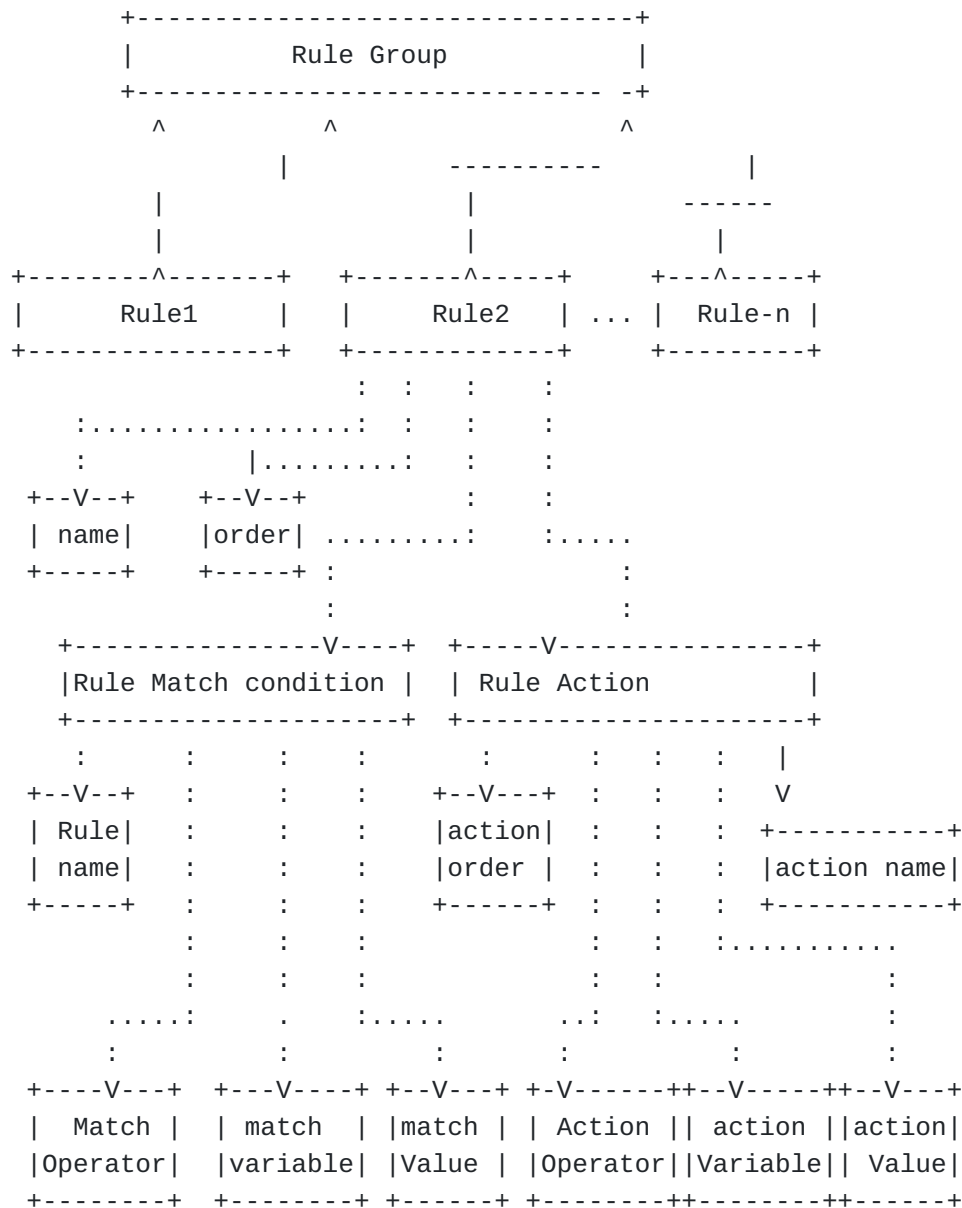 Rule Group
Rule1 Rule2 ... Rule-n
name order
Rule Match condition Rule Action
Rule action
name order action name
Match match match Action action action
Operator variable Value Operator Variable Value